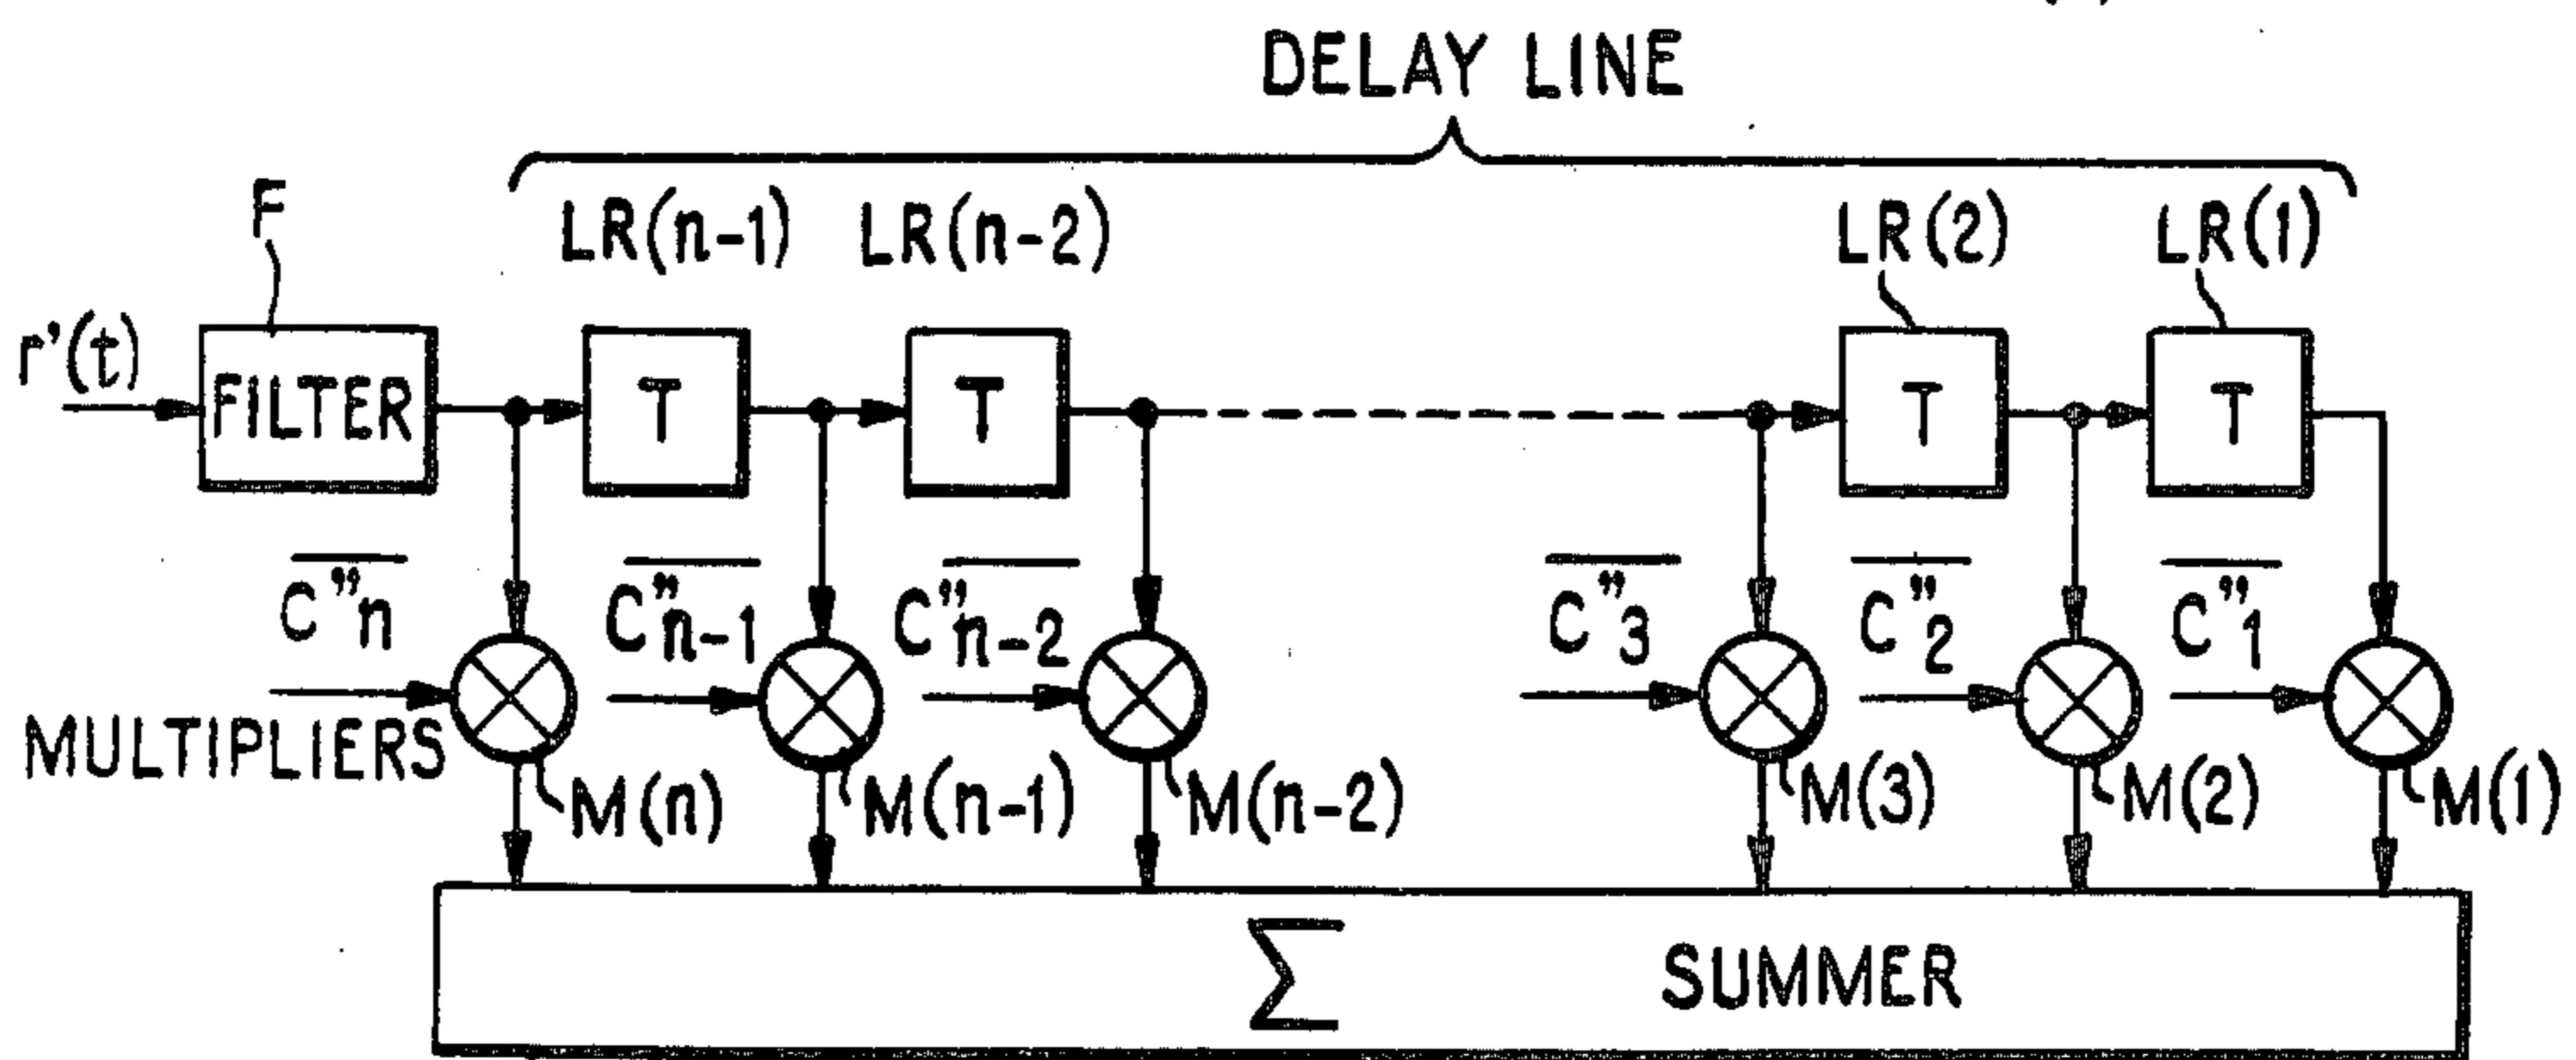 DELAY LINE
F
LR(n-1) LR(n-2) LR(2) LR(1)
r'(t)
FILTER T T T T
C"n C"n-1 C"n-2 C"3 C"2 C"1
MULTIPLIERS
M(n) M(n-1) M(n-2) M(3) M(2) M(1)
Σ SUMMER